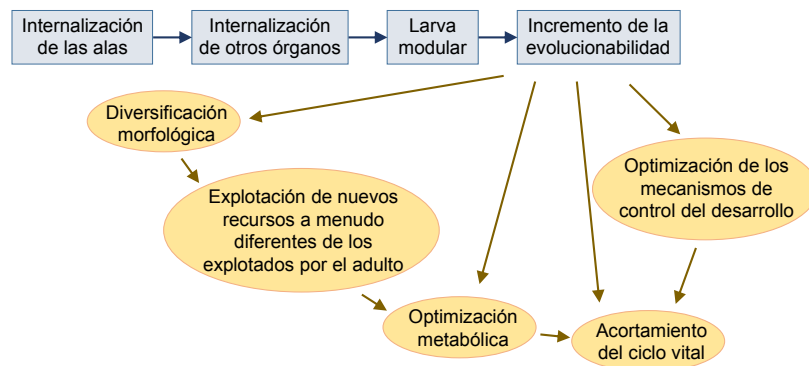 Internalización
de las alas
Internalización
de otros órganos
Larva
modular
Incremento de la
evolucionabilidad
Diversificación
morfológica
Explotación de nuevos
recursos a menudo
diferentes de los
explotados por el adulto
Optimización de los
mecanismos de
control del desarrollo
Optimización
metabólica
Acortamiento
del ciclo vital